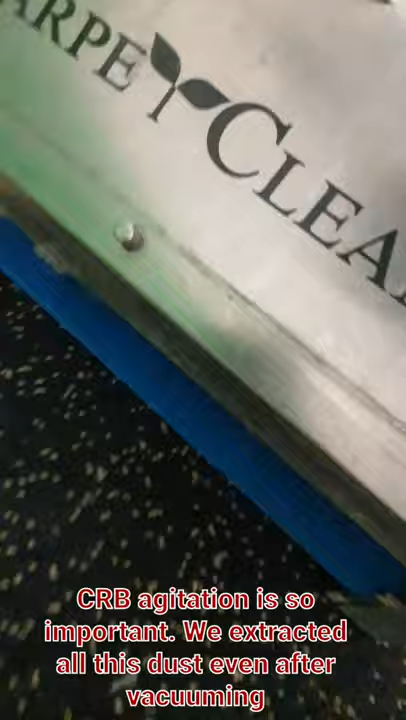 ARPE
CLEA
CRB agitation is so
important. We extracted
all this dust even after
vacuuming